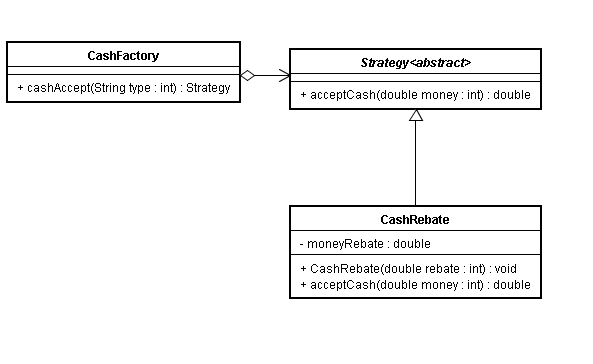 CashFactory
+ cashAccept(String type : int) : Strategy
Strategy<abstract>
+ acceptCash(double money : int) : double
CashRebate
- moneyRebate : double
+ CashRebate(double rebate : int) : void
+ acceptCash(double money : int) : double